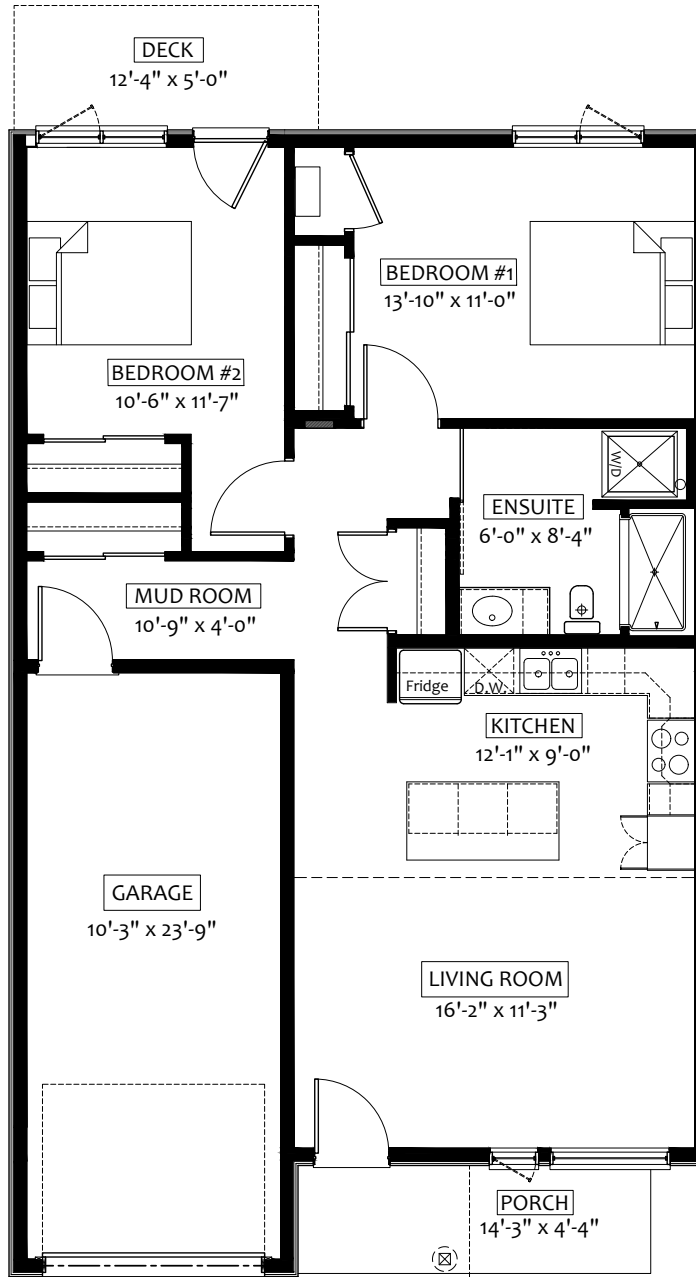 DECK
12'-4" x 5'-0"
BEDROOM #1
13'-10" x 11'-0"
BEDROOM #2
10'-6" x 11'-7"
W/D
ENSUITE
6'-0" x 8'-4"
MUD ROOM
10'-9" x 4'-0"
Fridge
D.W.
KITCHEN
12'-1" x 9'-0"
GARAGE
10'-3" x 23'-9"
LIVING ROOM
16'-2" x 11'-3"
PORCH
14'-3" x 4'-4"